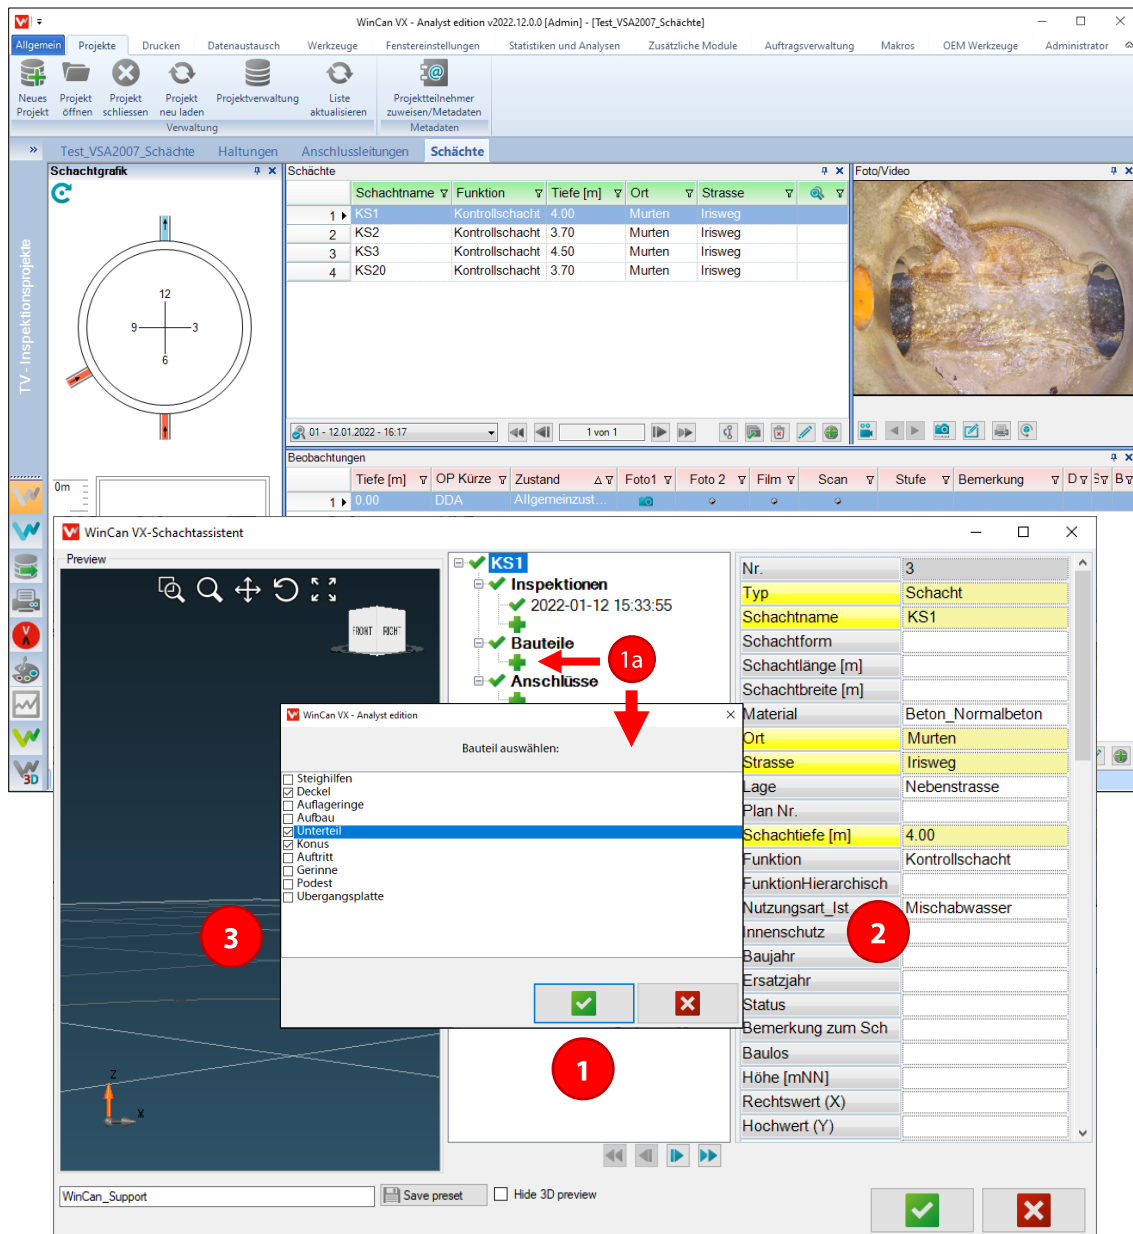 WinCan VX - Analyst edition v2022.12.0.0 [Admin] - [Test_VSA2007_Schächte]
Allgemein Projekte Drucken Datenaustausch Werkzeuge Fenstereinstellungen Statistiken und Analysen Zusätzliche Module Auftragsverwaltung Makros OEM Werkzeuge Administrator
Neues Projekt Projekt Projekt Projektverwaltung Liste Projektteilnehmer
Projekt öffnen schliessen neu laden aktualisieren zuweisen/Metadaten
Verwaltung Metadaten
» Test_VSA2007_Schächte Haltungen Anschlussleitungen Schächte
TV - Inspektionsprojekte
Schachtgrafik
12
9 3
6
0m
Schächte
Schachtname Funktion Tiefe [m] Ort Strasse
1 KS1 Kontrollschacht 4.00 Murten Irisweg
2 KS2 Kontrollschacht 3.70 Murten Irisweg
3 KS3 Kontrollschacht 4.50 Murten Irisweg
4 KS20 Kontrollschacht 3.70 Murten Irisweg
01 - 12.01.2022 - 16:17 1 von 1
Foto/Video
Beobachtungen
Tiefe [m] OP Kürze Zustand Foto1 Foto 2 Film Scan Stufe Bemerkung D B
1 0.00 DDA Allgemeinzust...
3D
WinCan VX-Schachtassistent
Preview
FRONT RIGHT
Z
X
KS1
Inspektionen
2022-01-12 15:33:55
Bauteile
1a
Anschlüsse
WinCan VX - Analyst edition
Bauteil auswählen:
Steighilfen
Deckel
Auflageringe
Aufbau
Unterteil
Konus
Auftritt
Gerinne
Podest
Übergangsplatte
3
1
2
Nr. 3
Typ Schacht
Schachtname KS1
Schachtform
Schachtlänge [m]
Schachtbreite [m]
Material Beton_Normalbeton
Ort Murten
Strasse Irisweg
Lage Nebenstrasse
Plan Nr.
Schachtiefe [m] 4.00
Funktion Kontrollschacht
FunktionHierarchisch
Nutzungsart_Ist Mischabwasser
Innenschutz
Baujahr
Ersatzjahr
Status
Bemerkung zum Sch
Baulos
Höhe [mNN]
Rechtswert (X)
Hochwert (Y)
WinCan_Support Save preset Hide 3D preview